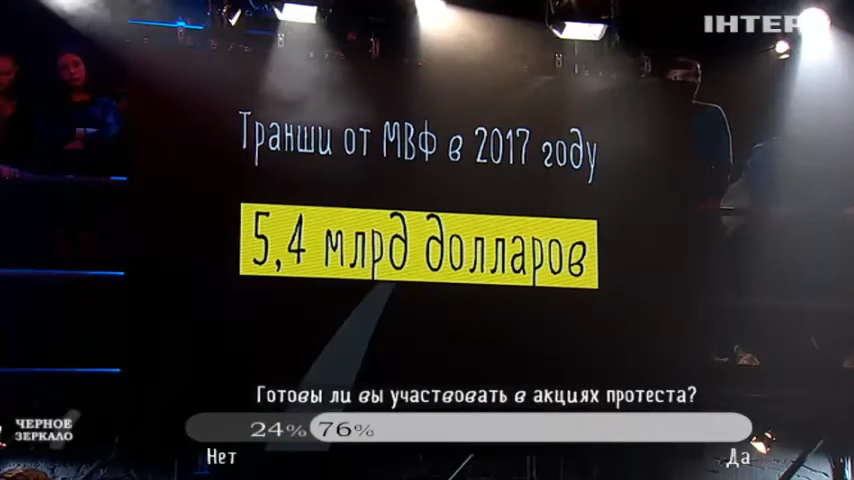 ІНТЕР
Транши от МВФ в 2017 году
5,4 млрд долларов
Готовы ли вы участвовать в акциях протеста?
24% 76%
Нет Да
ЧЕРНОЕ
ЗЕРКАЛО